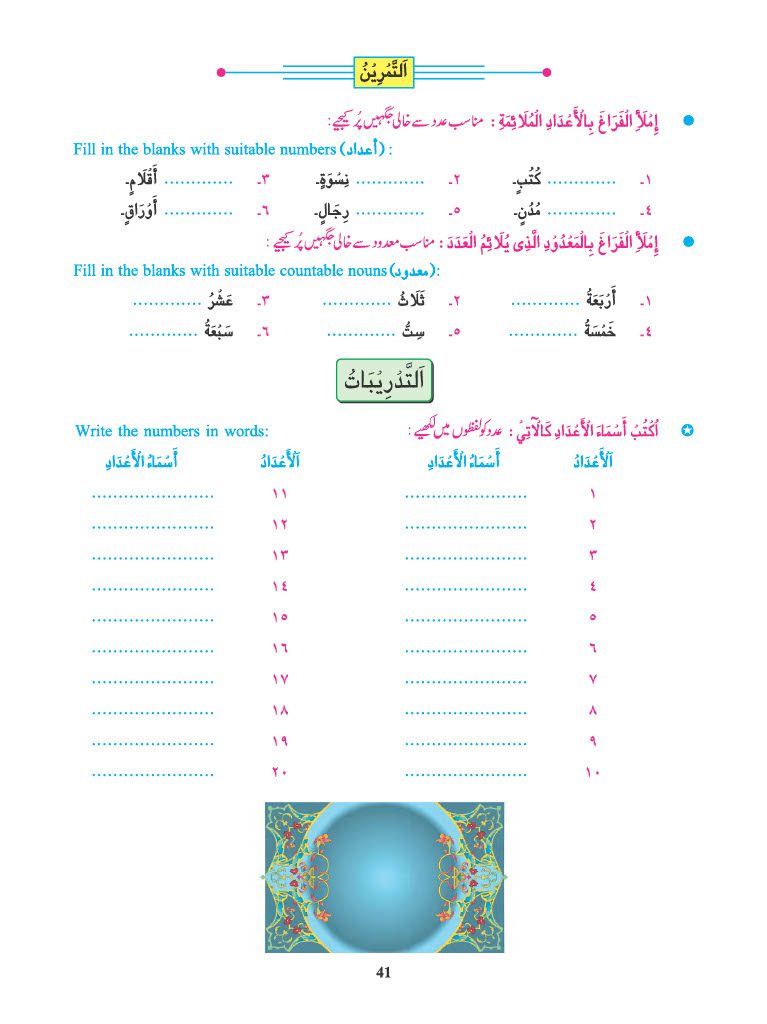 اَلتَّمْرِيْنُ
إِمْلَأِ الْفَرَاغَ بِالْأَعْدَادِ الْمُلَائِمَةِ : مناسب عدد سے خالی جگہیں پُر کیجیے :
Fill in the blanks with suitable numbers (أعداد) :
١۔ ............. كُتُبٍ۔ ٢۔ ............. نِسْوَةٍ۔ ٣۔ ............. أَقْلَامٍ۔
٤۔ ............. مُدُنٍ۔ ٥۔ ............. رِجَالٍ۔ ٦۔ ............. أَوْرَاقٍ۔
إِمْلَأِ الْفَرَاغَ بِالْمَعْدُوْدِ الَّذِى يُلَائِمُ الْعَدَدَ : مناسب معدود سے خالی جگہیں پُر کیجیے :
Fill in the blanks with suitable countable nouns (معدود):
١۔ أَرْبَعَةُ ............. ٢۔ ثَلَاثُ ............. ٣۔ عَشْرُ .............
٤۔ خَمْسَةُ ............. ٥۔ سِتُّ ............. ٦۔ سَبْعَةُ .............
اَلتَّدْرِيْبَاتُ
اُكْتُبْ أَسْمَاءَ الْأَعْدَادِ كَالْآتِيْ : عدد کو لفظوں میں لکھیے :
Write the numbers in words:
اَلْأَعْدَادُ أَسْمَاءُ الْأَعْدَادِ اَلْأَعْدَادُ أَسْمَاءُ الْأَعْدَادِ
١ ....................... ١١ .......................
٢ ....................... ١٢ .......................
٣ ....................... ١٣ .......................
٤ ....................... ١٤ .......................
٥ ....................... ١٥ .......................
٦ ....................... ١٦ .......................
٧ ....................... ١٧ .......................
٨ ....................... ١٨ .......................
٩ ....................... ١٩ .......................
١٠ ....................... ٢٠ .......................
41